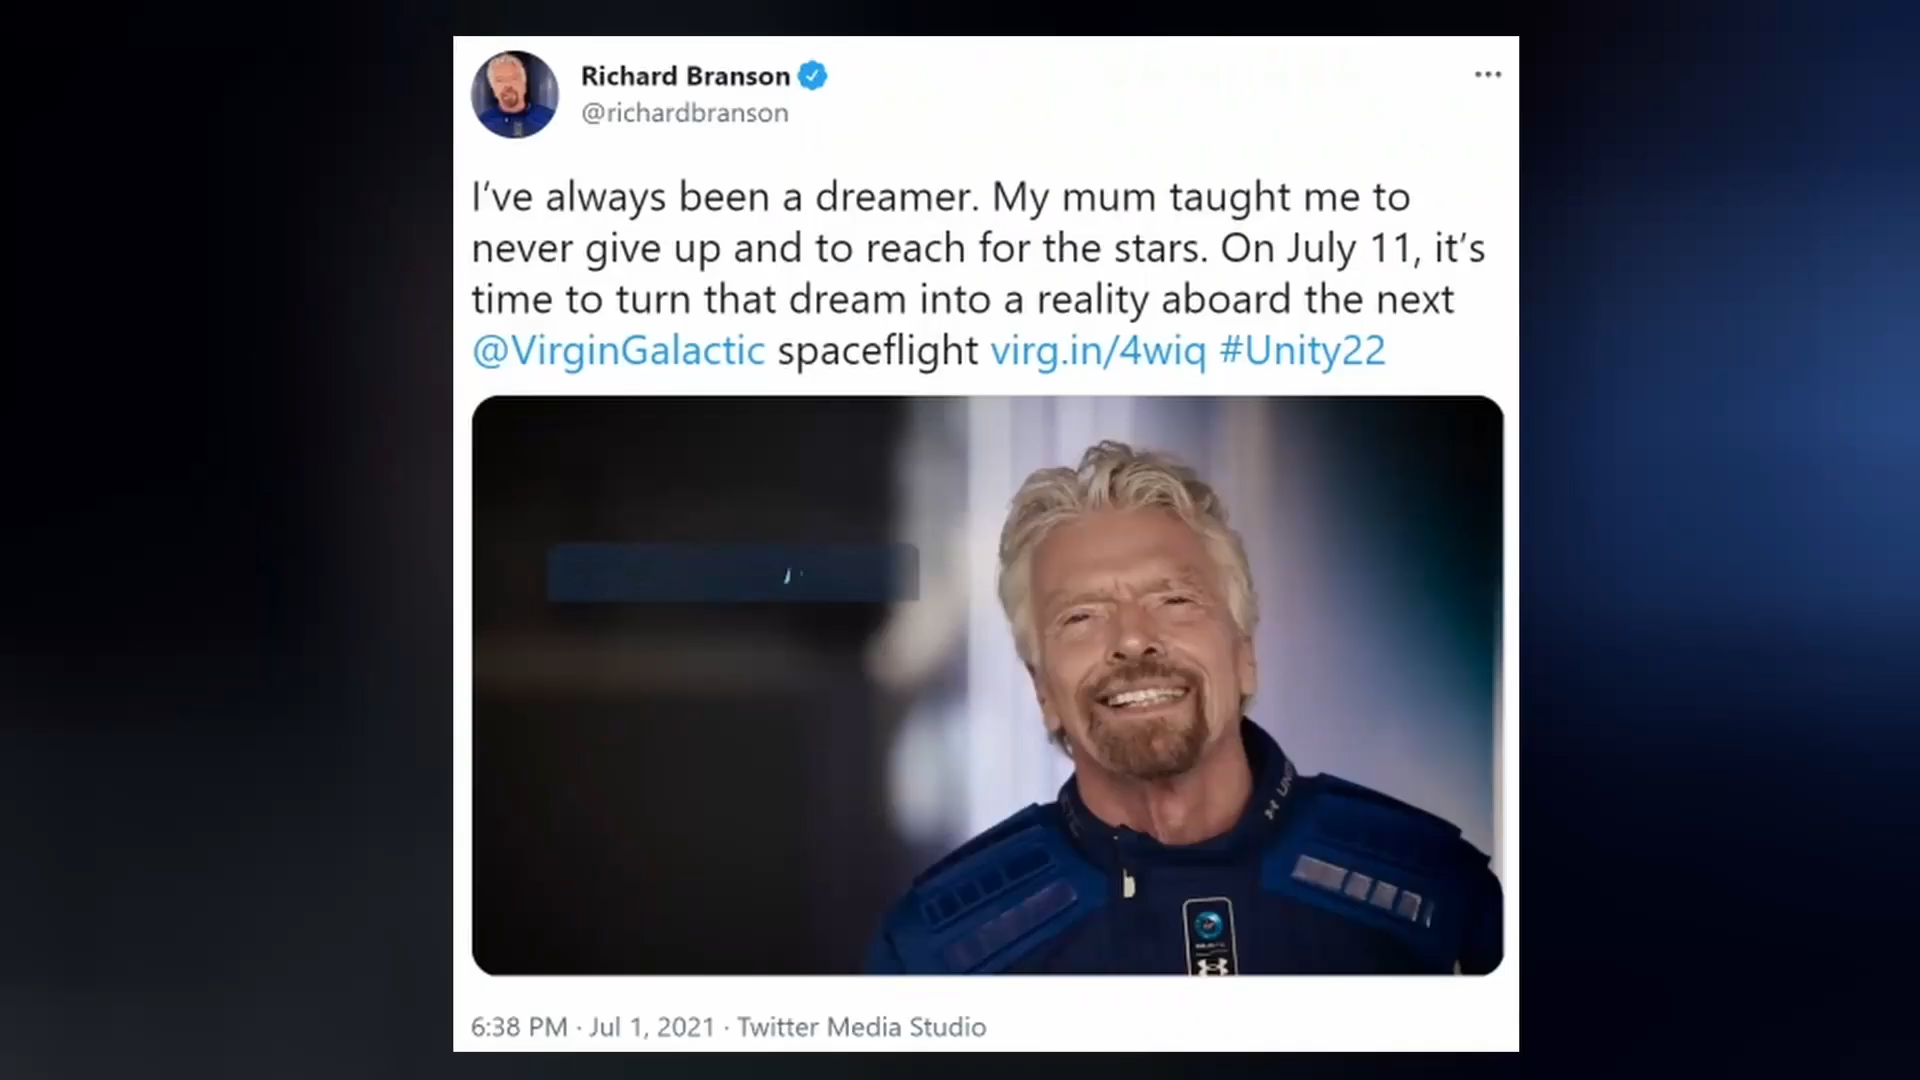 Richard Branson
@richardbranson
I’ve always been a dreamer. My mum taught me to
never give up and to reach for the stars. On July 11, it’s
time to turn that dream into a reality aboard the next
@VirginGalactic spaceflight virg.in/4wiq #Unity22
6:38 PM · Jul 1, 2021 · Twitter Media Studio